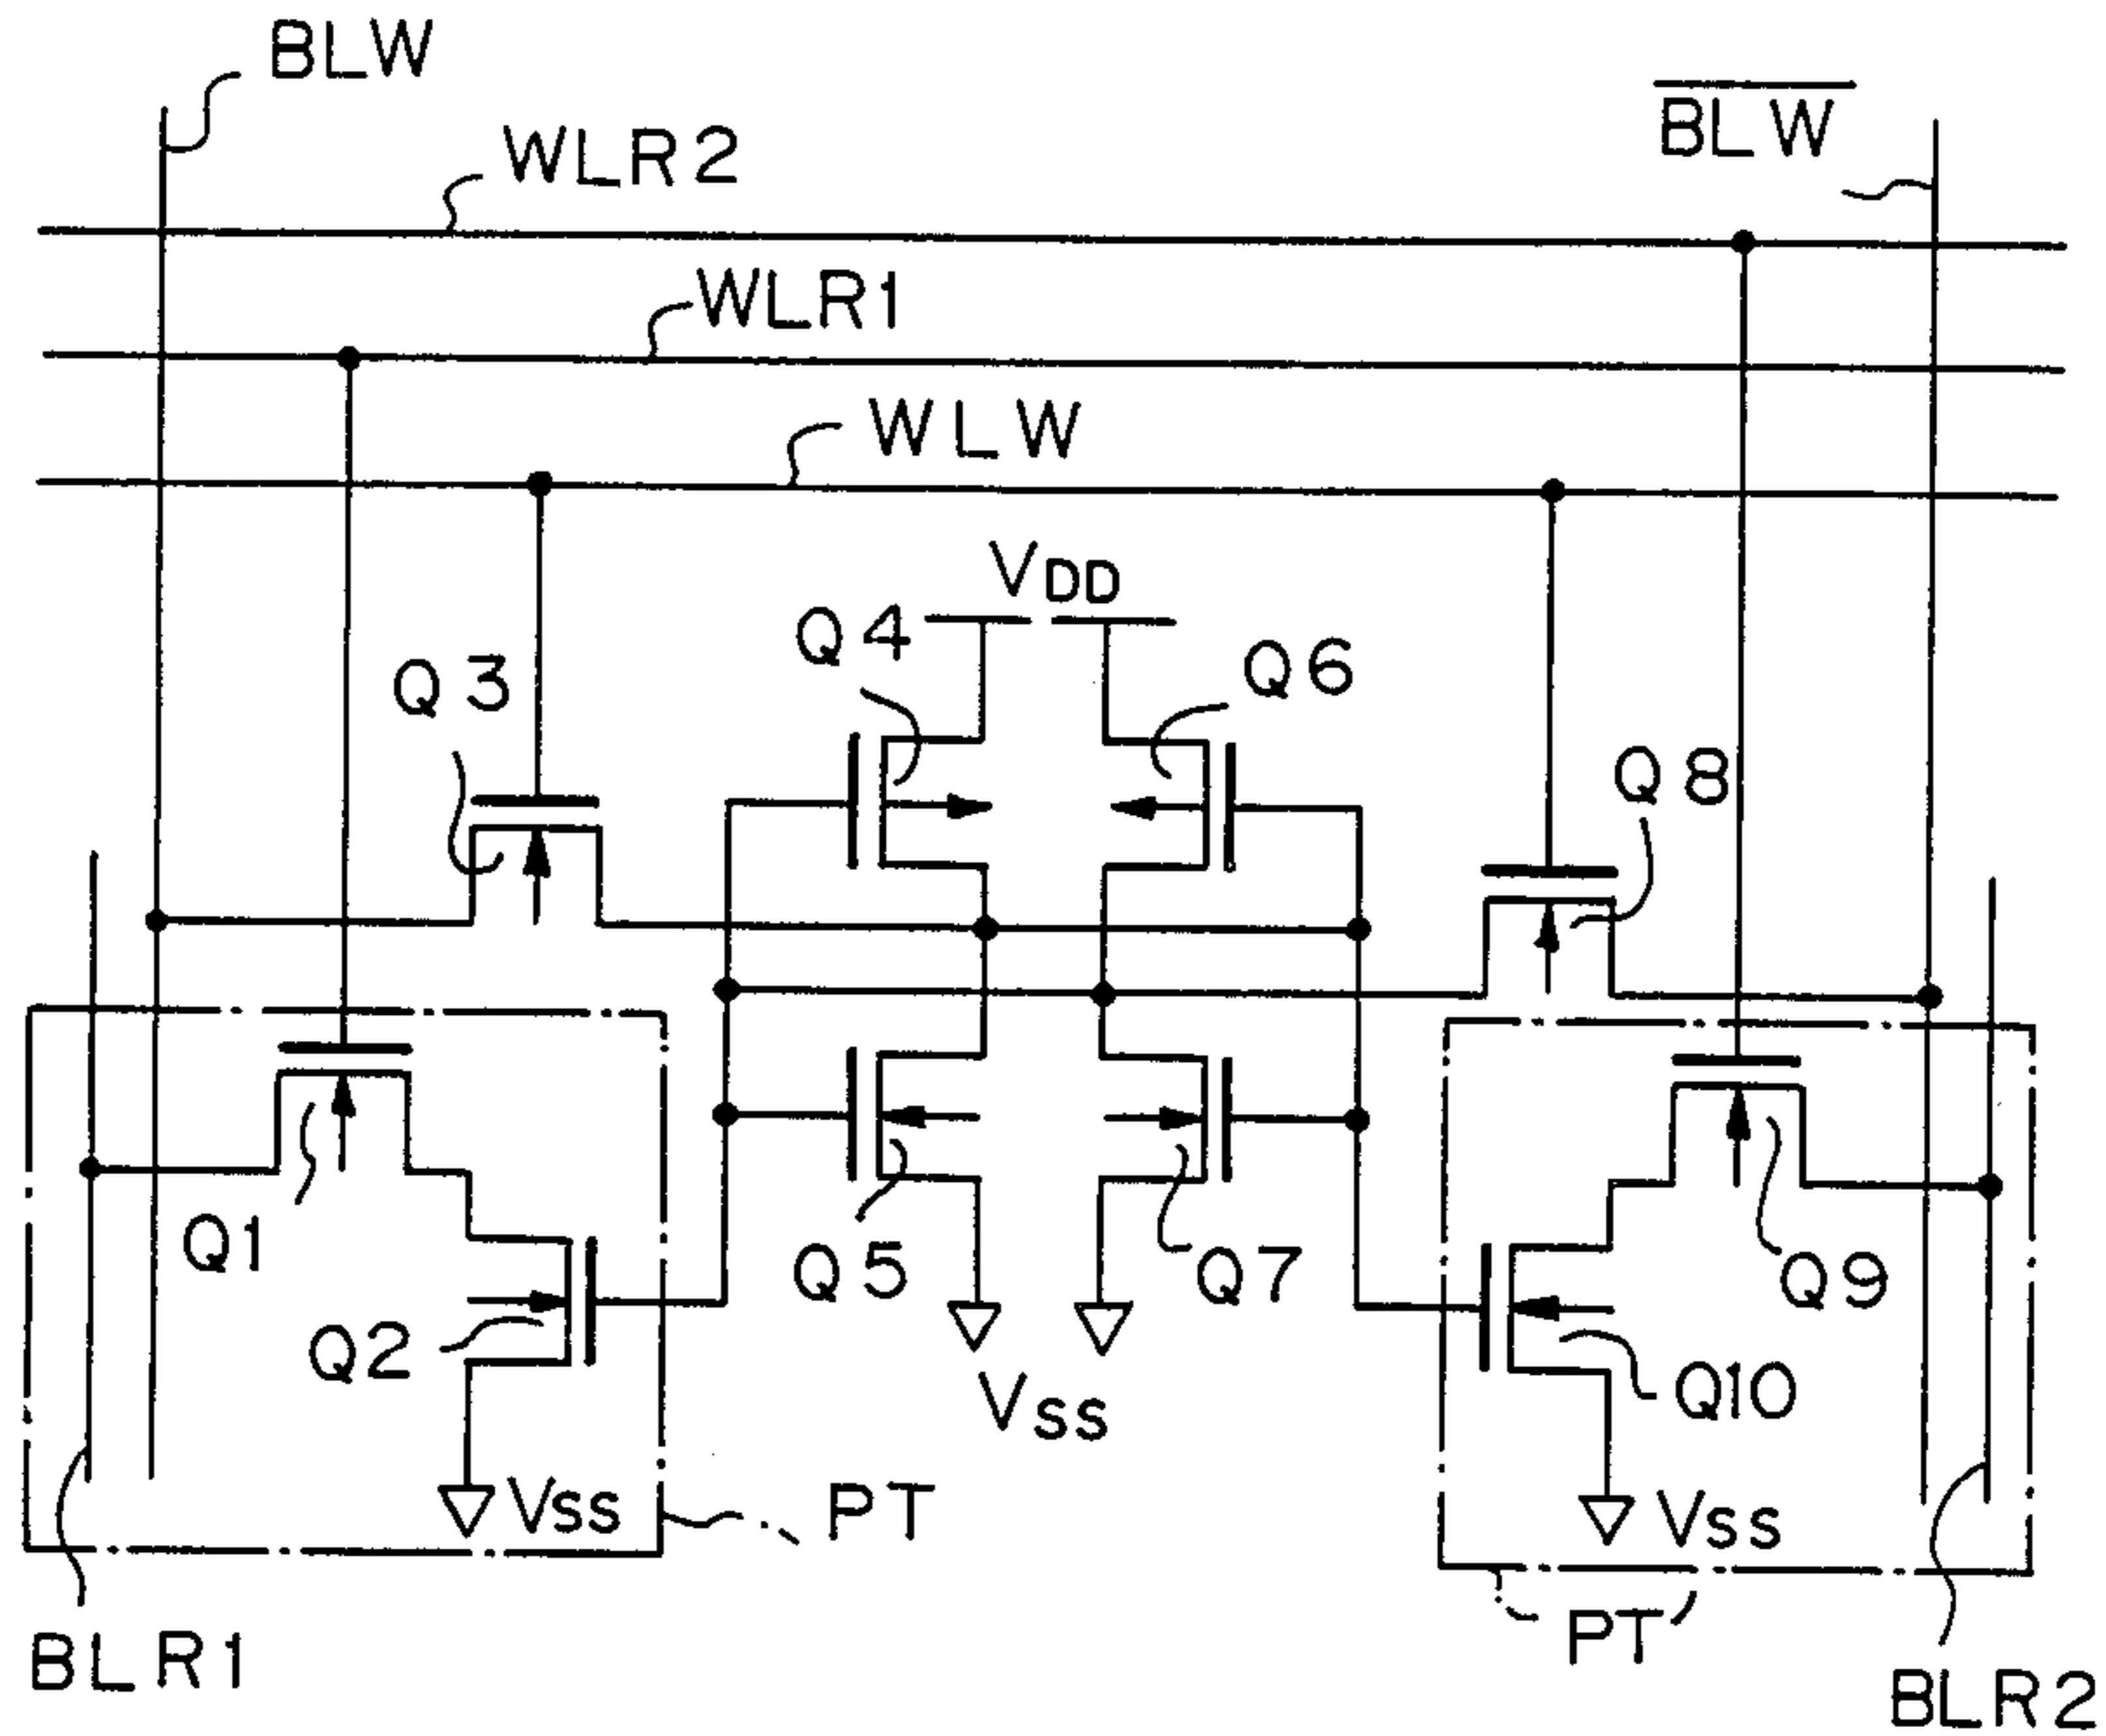 BLW
B̅L̅W̅
WLR2
WLR1
WLW
VDD
Q4
Q6
Q3
Q8
Q1
Q5
Q7
Q9
Q2
Q10
VSS
VSS
VSS
PT
PT'
BLR1
BLR2